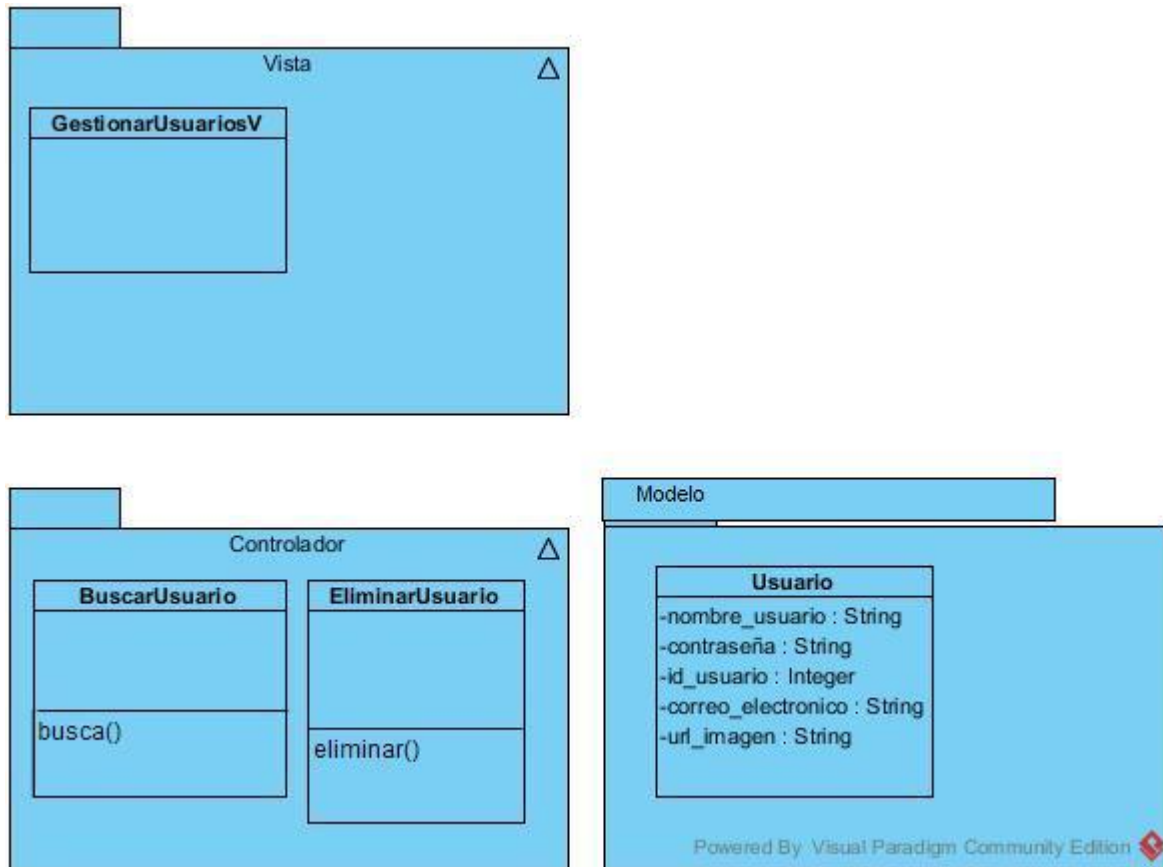 Vista
GestionarUsuariosV
Controlador
BuscarUsuario
busca()
EliminarUsuario
eliminar()
Modelo
Usuario
-nombre_usuario : String
-contraseña : String
-id_usuario : Integer
-correo_electronico : String
-url_imagen : String
Powered By Visual Paradigm Community Edition